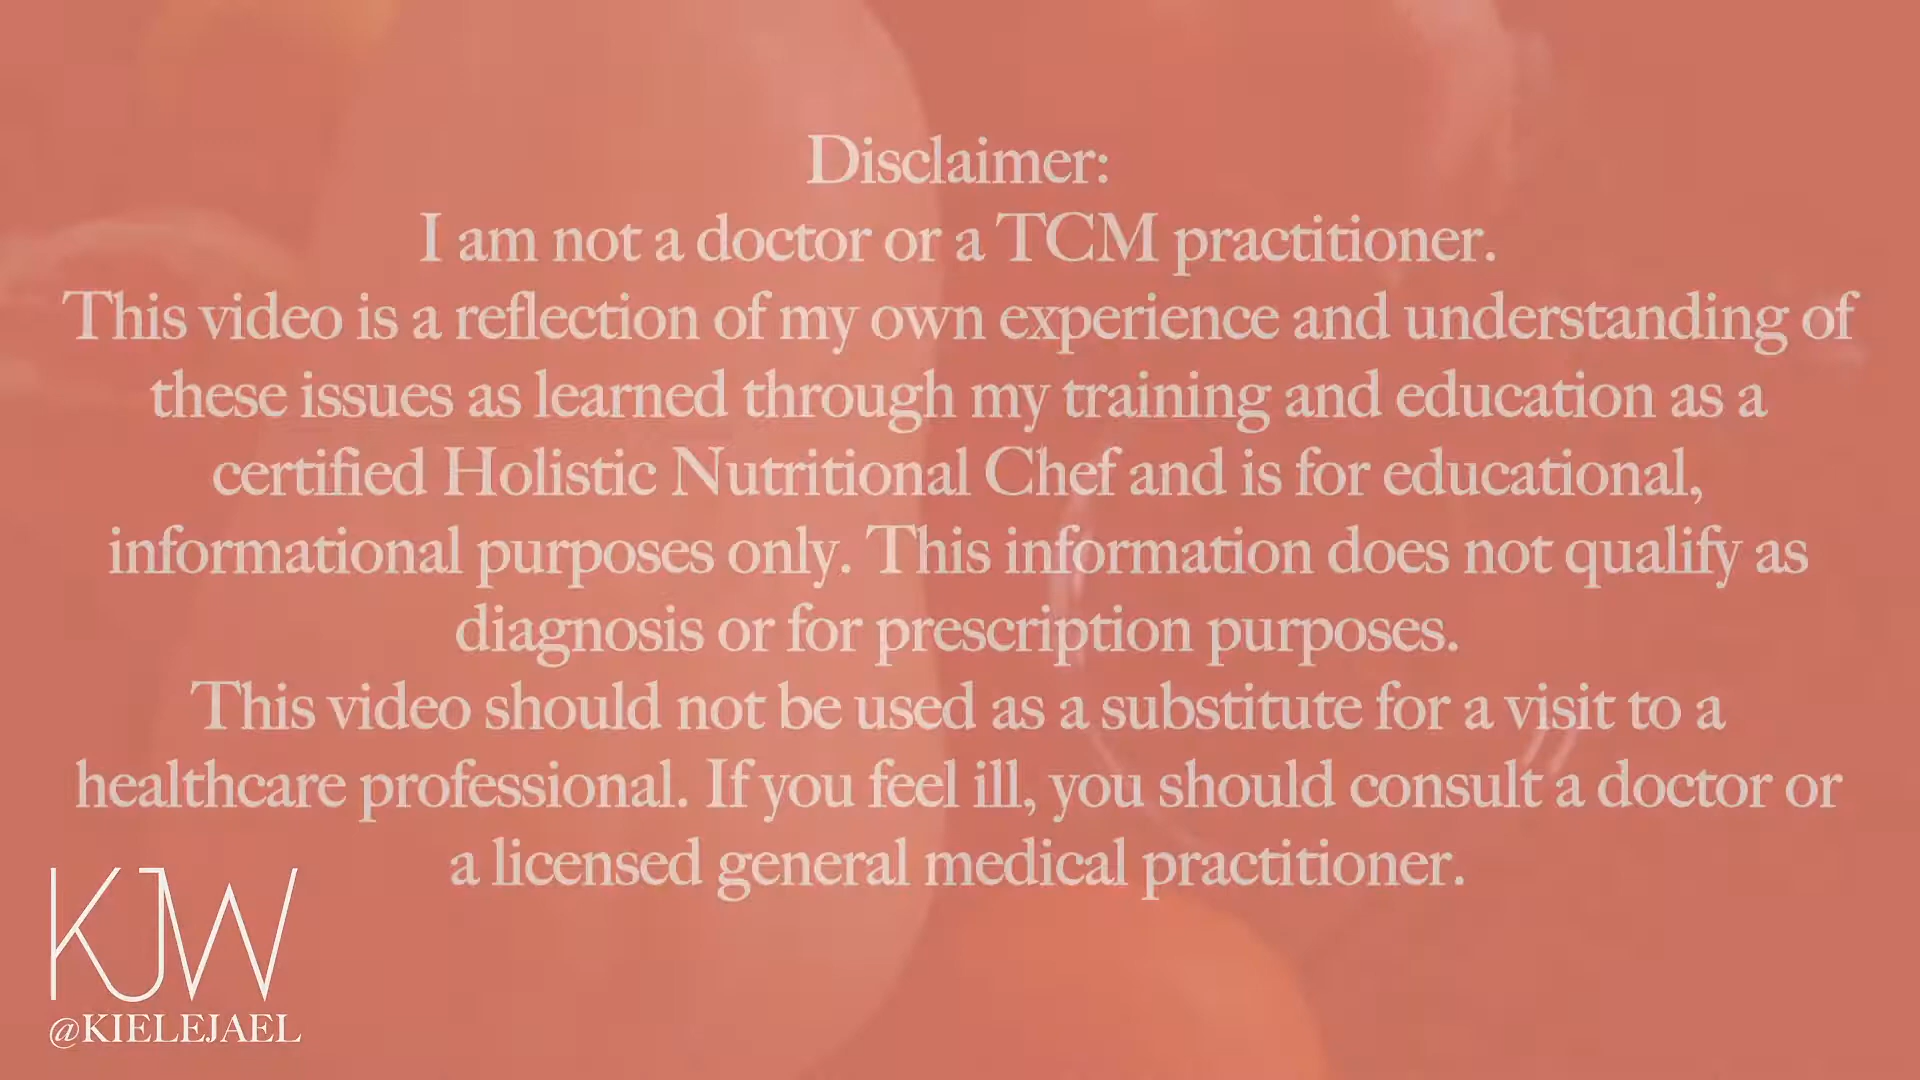 Disclaimer:
I am not a doctor or a TCM practitioner.
This video is a reflection of my own experience and understanding of
these issues as learned through my training and education as a
certified Holistic Nutritional Chef and is for educational,
informational purposes only. This information does not qualify as
diagnosis or for prescription purposes.
This video should not be used as a substitute for a visit to a
healthcare professional. If you feel ill, you should consult a doctor or
a licensed general medical practitioner.
KJW
@KIELEJAEL